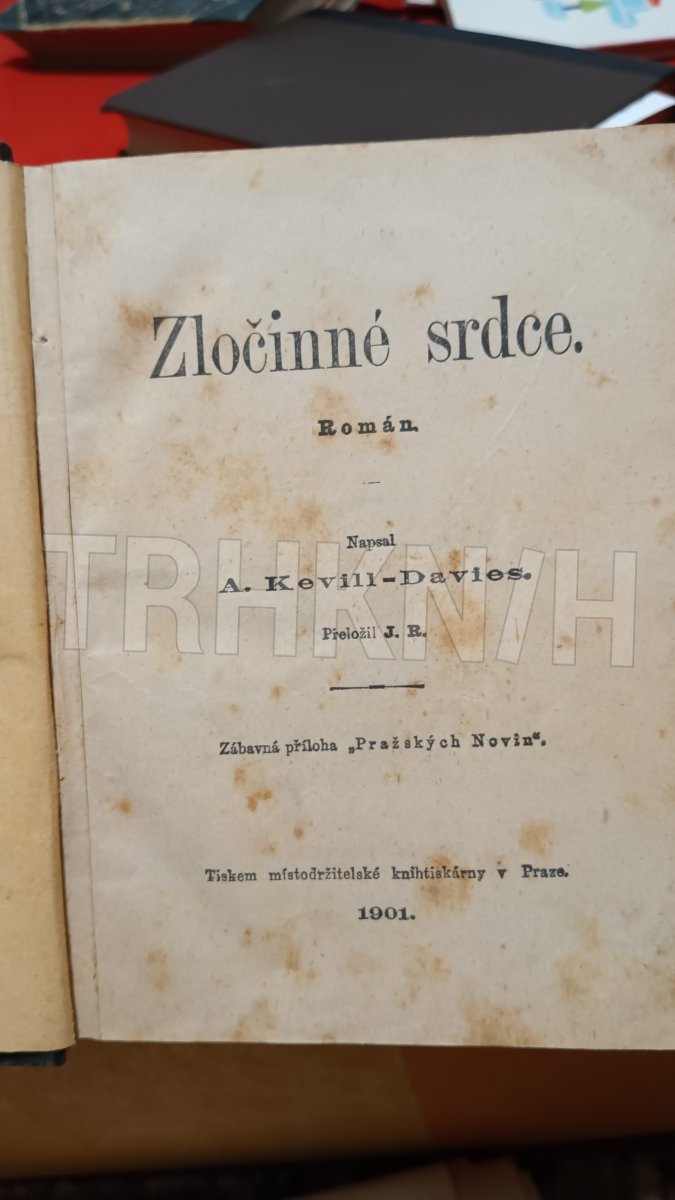 Zločinné srdce.
Román.
Napsal
A. Kevill-Davies.
Přeložil J. R.
Zábavná příloha „Pražských Novin“.
Tiskem místodržitelské knihtiskárny v Praze.
1901.
TRHKNIH